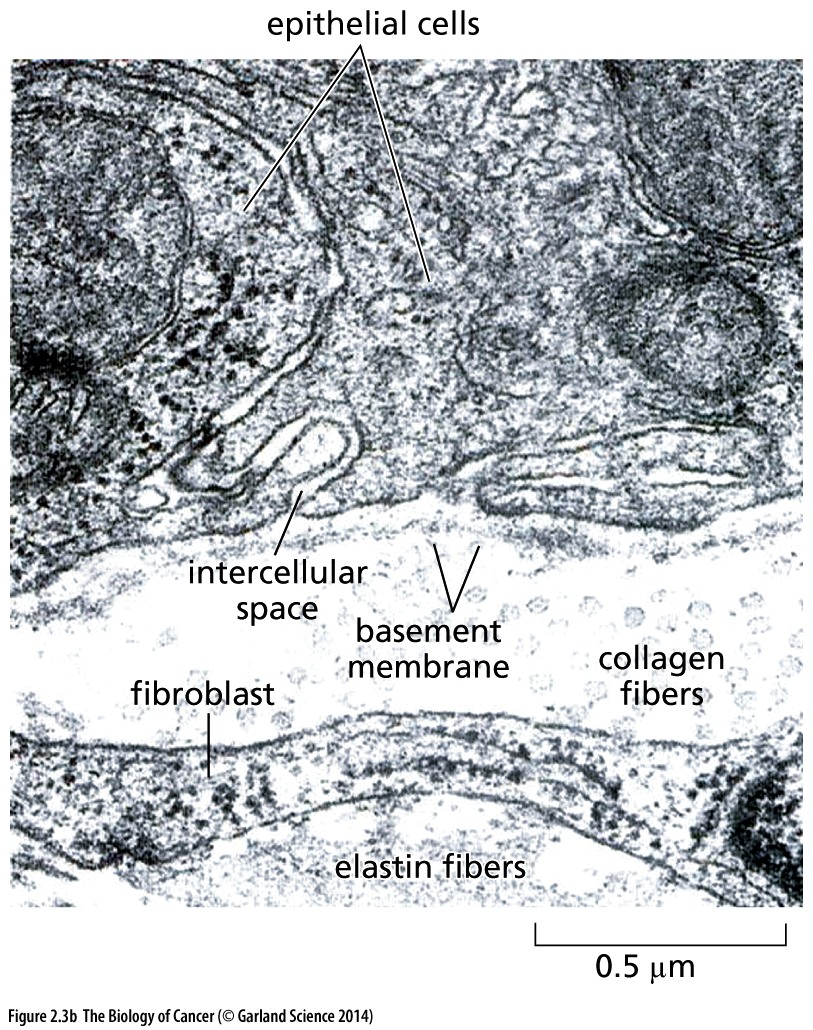 epithelial cells
intercellular
space
basement
membrane
collagen
fibers
fibroblast
elastin fibers
0.5 μm
Figure 2.3b The Biology of Cancer (© Garland Science 2014)